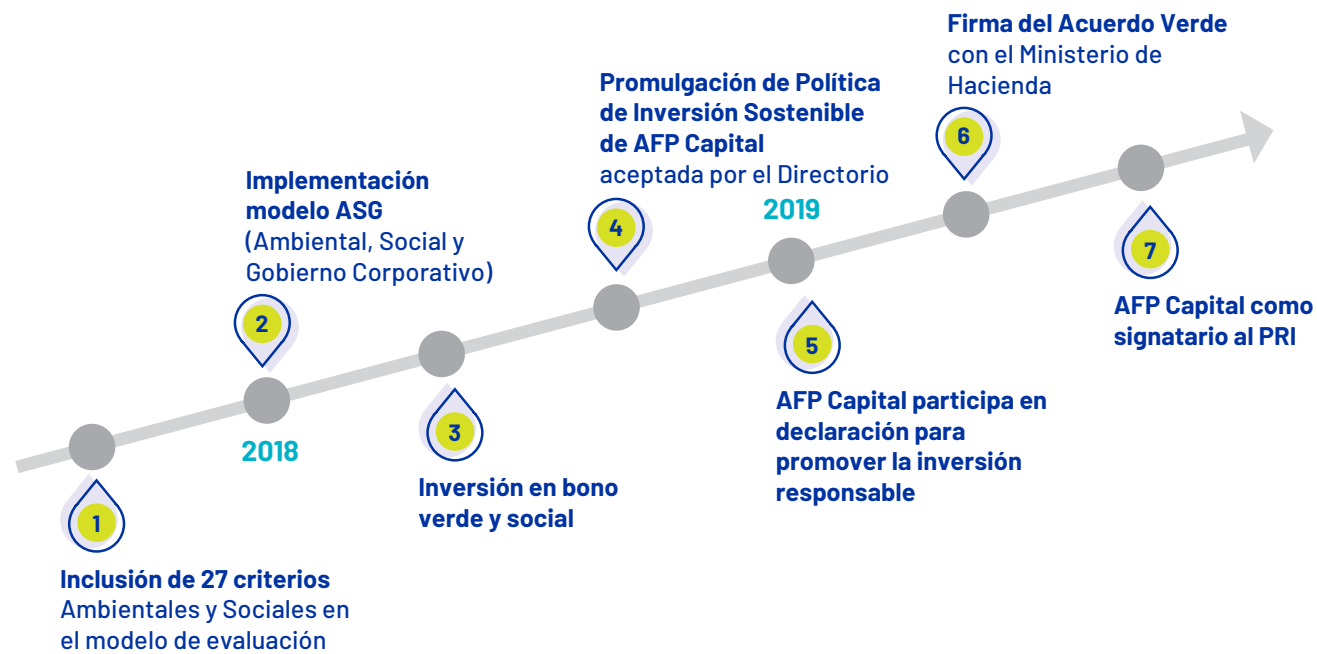 1
Inclusión de 27 criterios
Ambientales y Sociales en
el modelo de evaluación
Implementación
modelo ASG
(Ambiental, Social y
Gobierno Corporativo)
2
2018
3
Inversión en bono
verde y social
Promulgación de Política
de Inversión Sostenible
de AFP Capital
aceptada por el Directorio
4
2019
5
AFP Capital participa en
declaración para
promover la inversión
responsable
Firma del Acuerdo Verde
con el Ministerio de
Hacienda
6
7
AFP Capital como
signatario al PRI